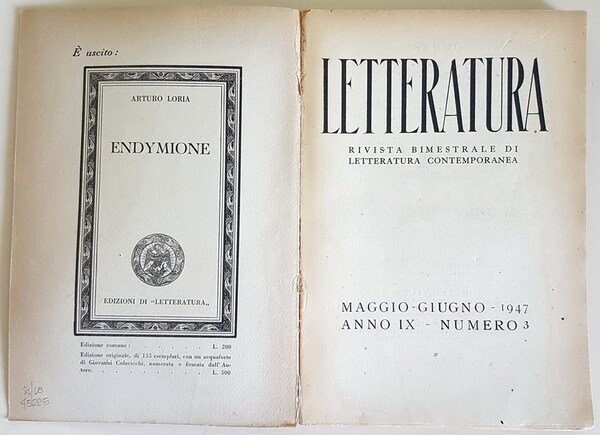 È uscito :
ARTURO LORIA
ENDYMIONE
EDIZIONI DI "LETTERATURA„
Edizione comune : . . . . . . . . L. 200
Edizione originale, di 155 esemplari, con un acquaforte
di Giovanni Colacicchi, numerata e firmata dall'Au-
tore. . . . . . . . . . . . L. 500
LETTERATURA
RIVISTA BIMESTRALE DI
LETTERATURA CONTEMPORANEA
MAGGIO - GIUGNO - 1947
ANNO IX - NUMERO 3